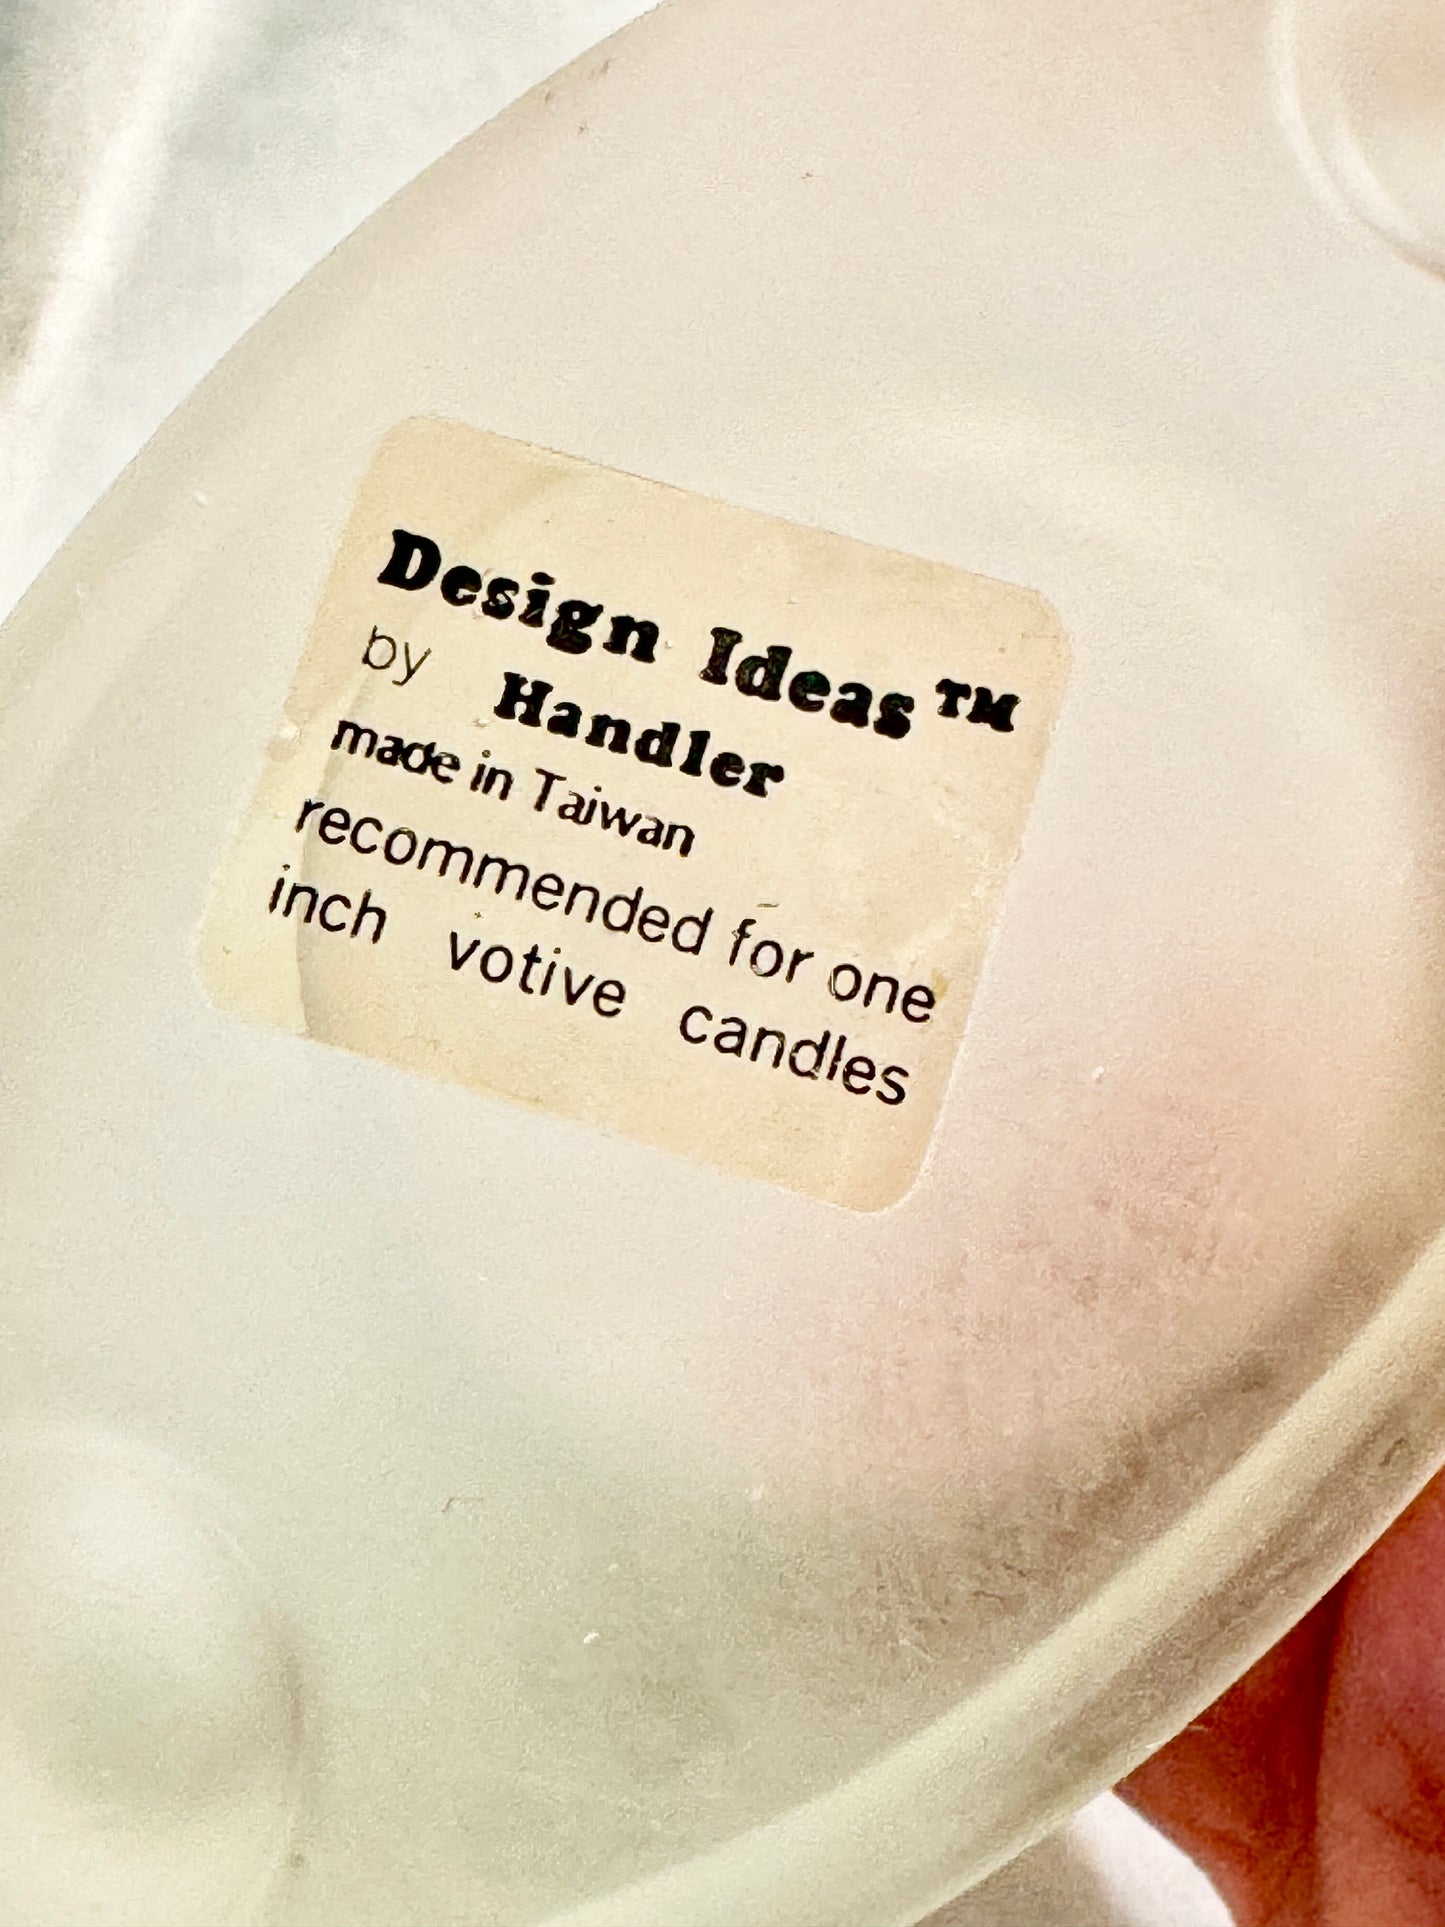 Design Ideas™
by Handler
made in Taiwan
recommended for one
inch votive candles